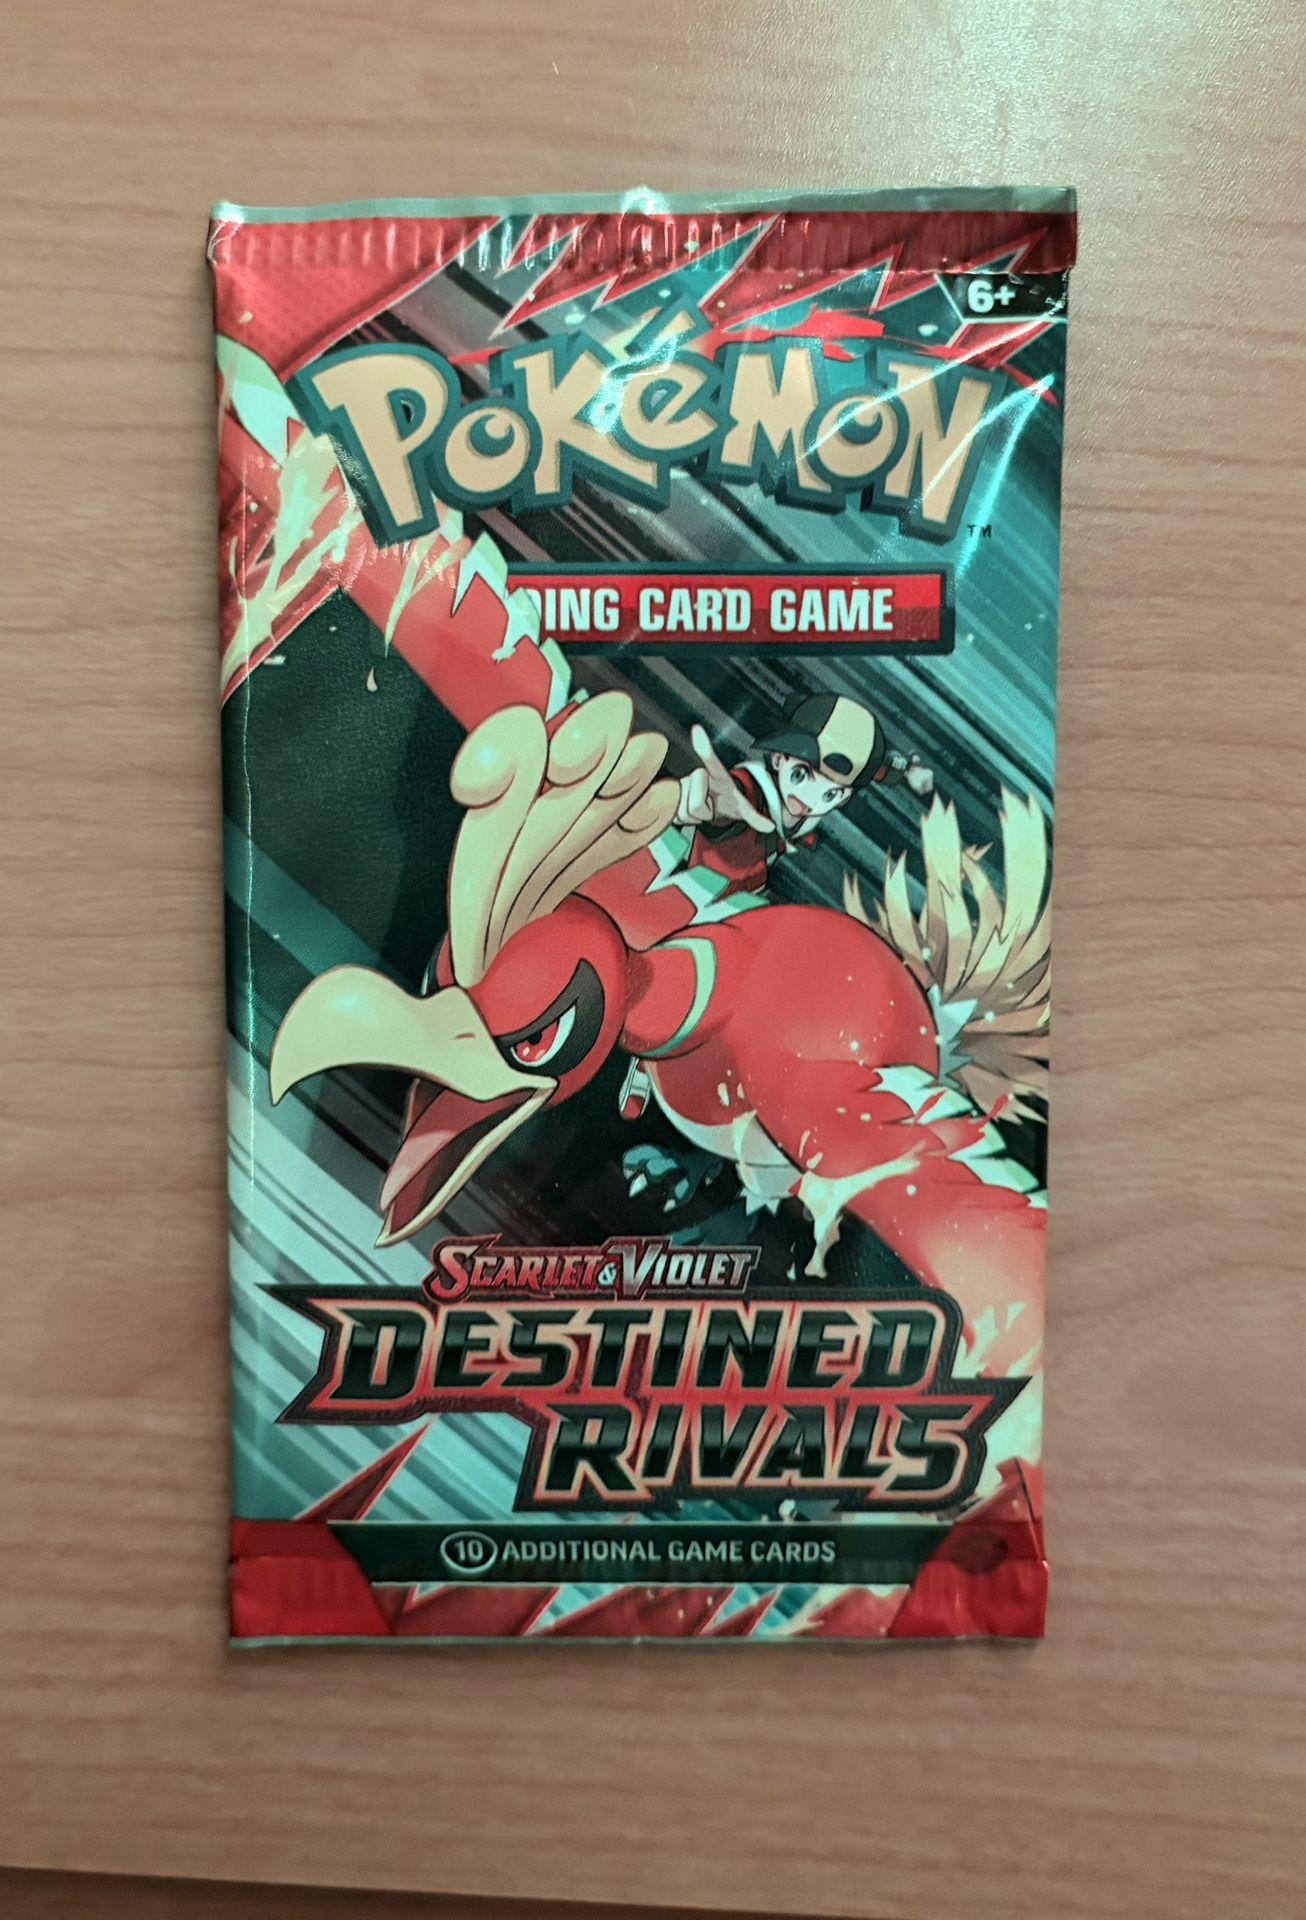 6+
POKéMON
TM
DING CARD GAME
SCARLET & VIOLET
DESTINED
RIVALS
10 ADDITIONAL GAME CARDS